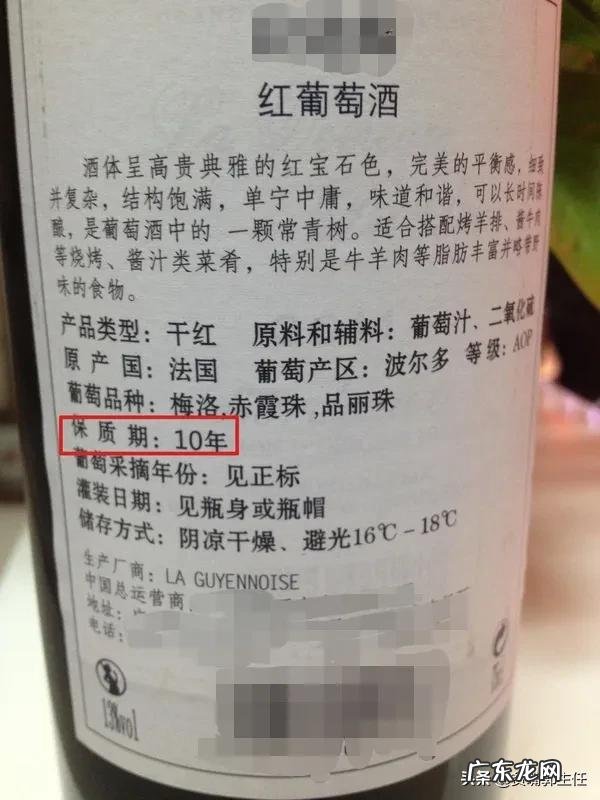 红葡萄酒
酒体呈高贵典雅的红宝石色，完美的平衡感，细致
并复杂，结构饱满，单宁中庸，味道和谐，可以长时间陈
酿，是葡萄酒中的 一颗常青树。适合搭配烤羊排、酱牛肉
等烧烤、酱汁类菜肴，特别是牛羊肉等脂肪丰富并略带野
味的食物。
产品类型：干红 原料和辅料：葡萄汁、二氧化硫
原产国：法国 葡萄产区：波尔多 等级：AOP
葡萄品种：梅洛,赤霞珠,品丽珠
保质期：10年
葡萄采摘年份：见正标
灌装日期：见瓶身或瓶帽
储存方式：阴凉干燥、避光16℃-18℃
生产厂商：LA GUYENNOISE
中国总运营商
地址：
电话：
13%vol
头条
主任
广东龙网